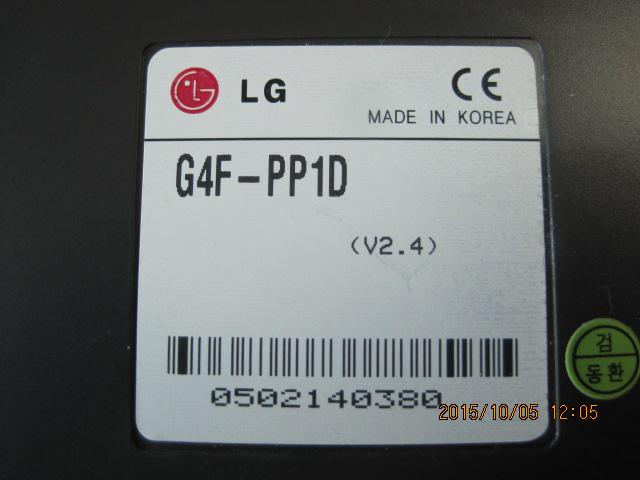 LG
CE
MADE IN KOREA
G4F-PP1D
(V2.4)
0502140380
검
동환
2015/10/05 12:05